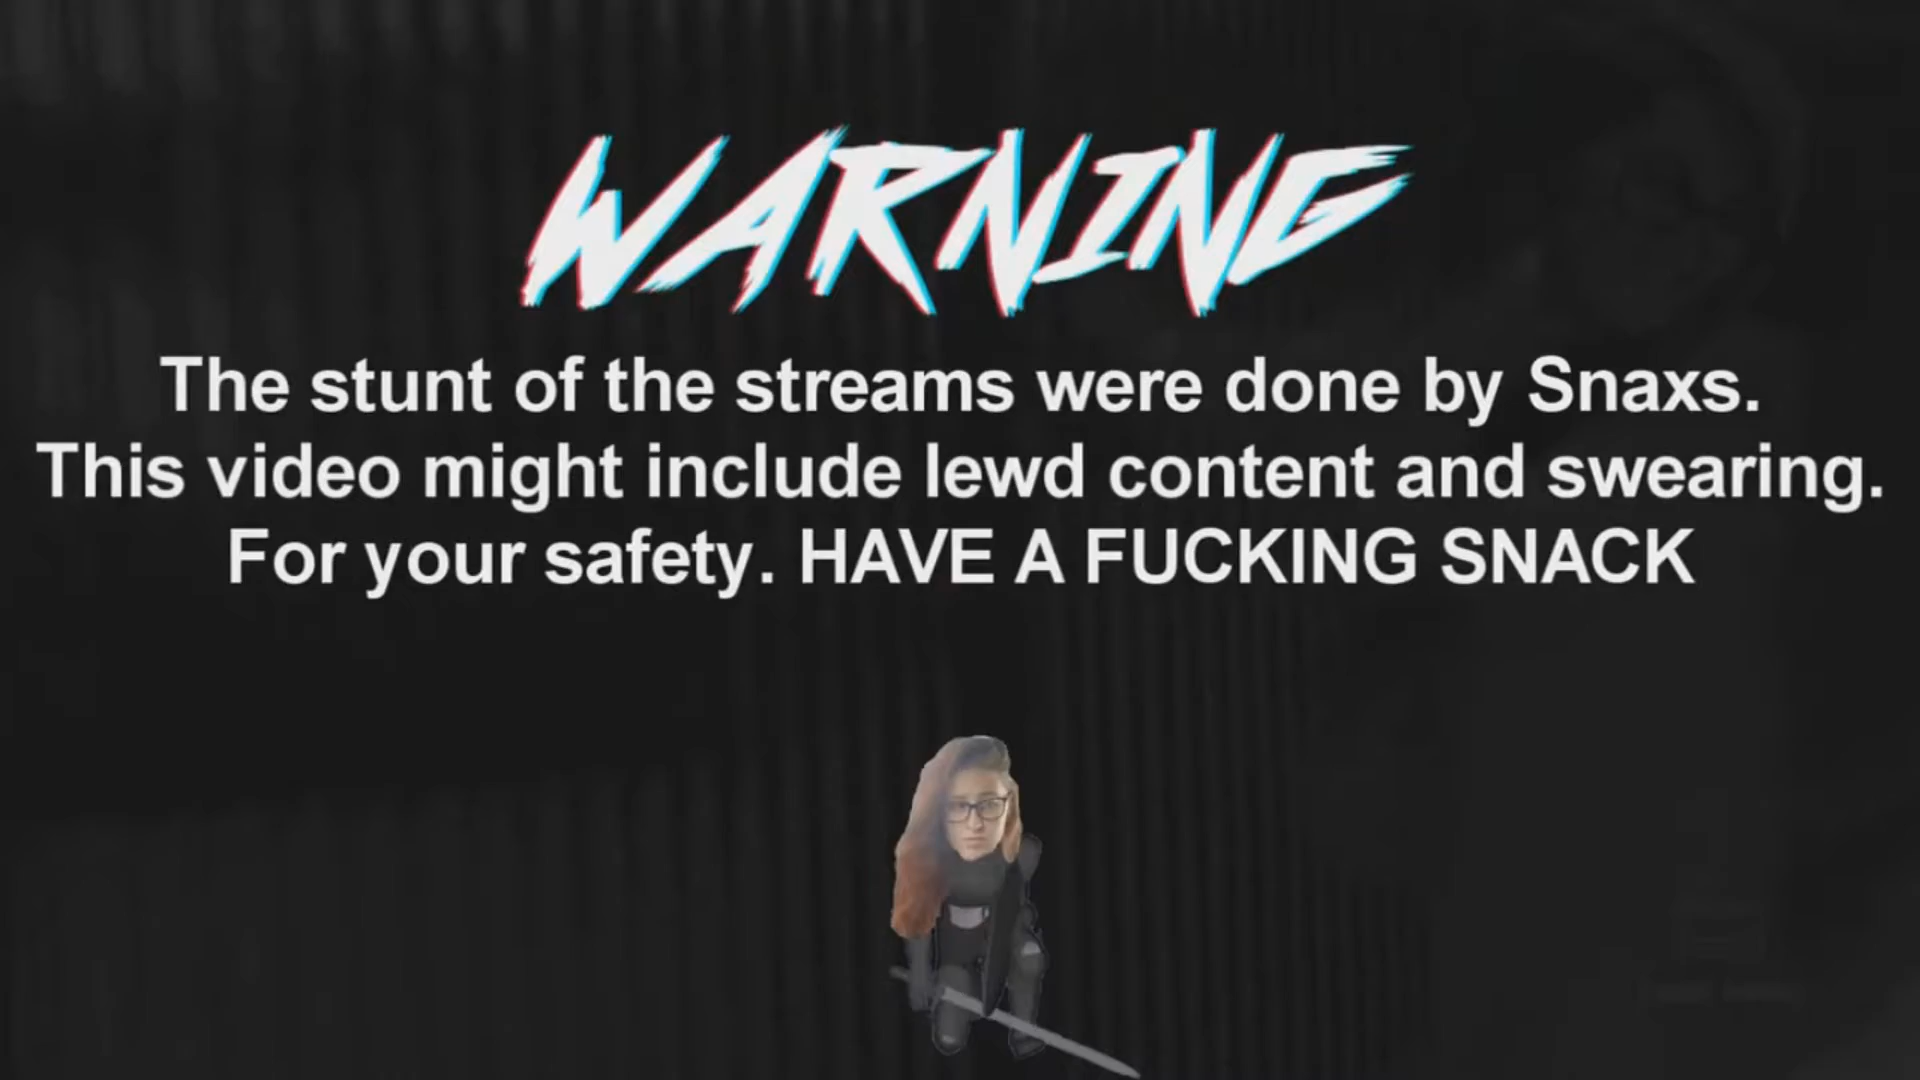 WARNING
The stunt of the streams were done by Snaxs.
This video might include lewd content and swearing.
For your safety. HAVE A FUCKING SNACK